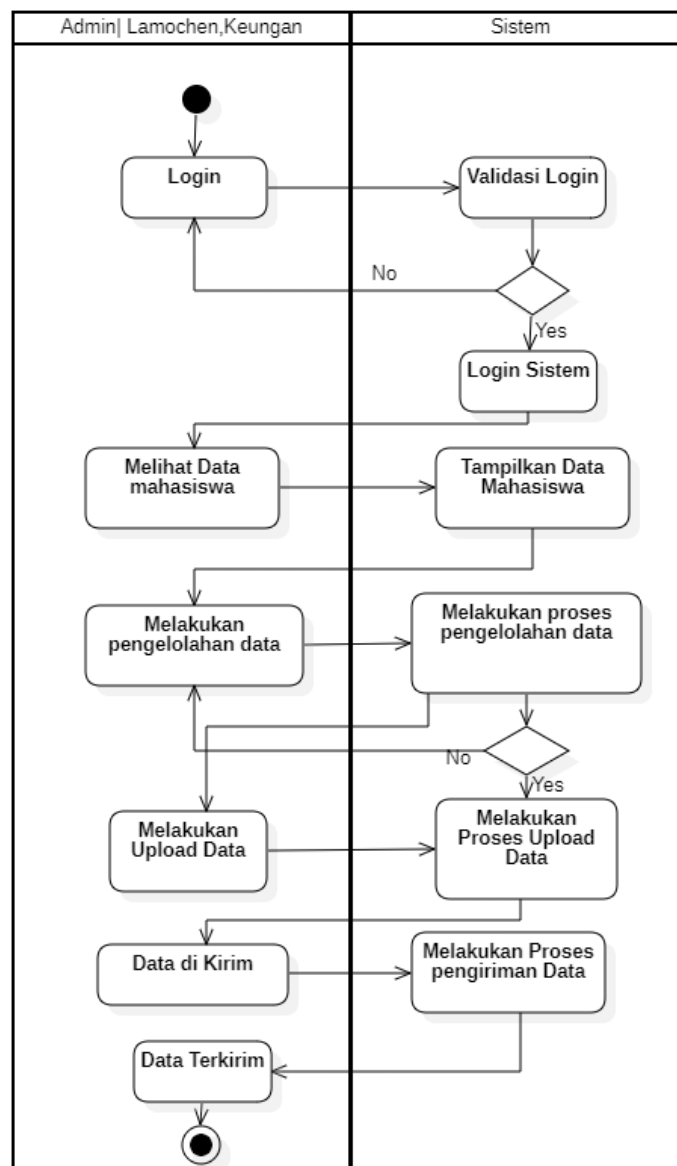 Admin| Lamochen,Keungan
Sistem
Login
Validasi Login
No
Yes
Login Sistem
Melihat Data
mahasiswa
Tampilkan Data
Mahasiswa
Melakukan
pengelolahan data
Melakukan proses
pengelolahan data
No
Yes
Melakukan
Upload Data
Melakukan
Proses Upload
Data
Data di Kirim
Melakukan Proses
pengiriman Data
Data Terkirim